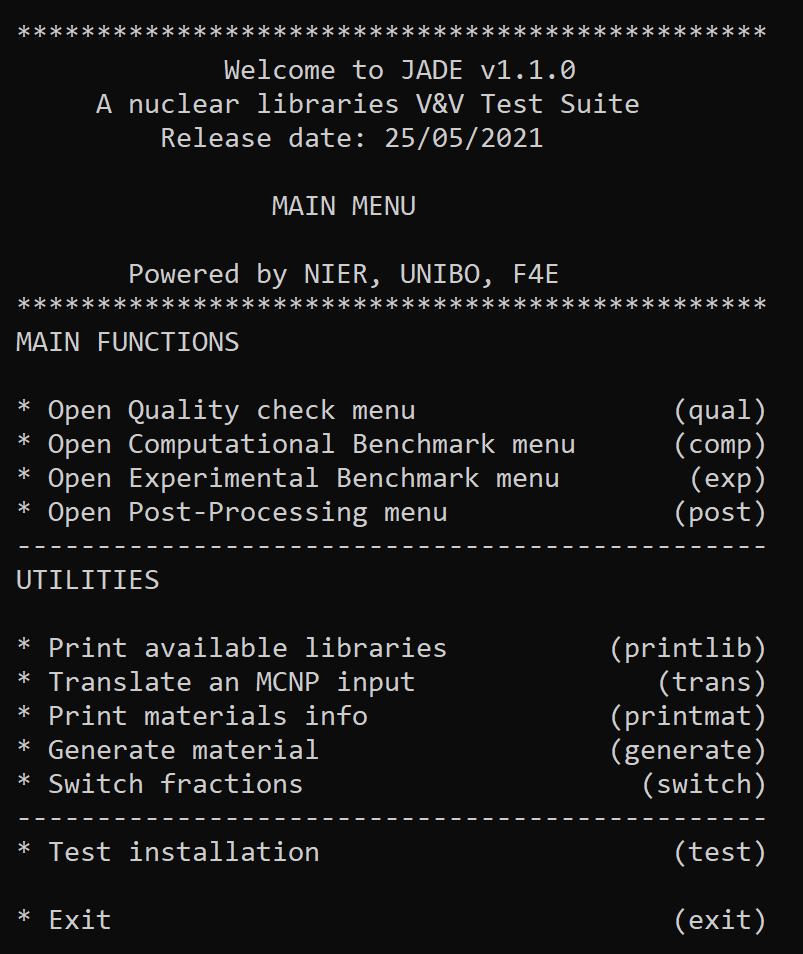 ***********************************************
Welcome to JADE v1.1.0
A nuclear libraries V&V Test Suite
Release date: 25/05/2021
MAIN MENU
Powered by NIER, UNIBO, F4E
***********************************************
MAIN FUNCTIONS
* Open Quality check menu (qual)
* Open Computational Benchmark menu (comp)
* Open Experimental Benchmark menu (exp)
* Open Post-Processing menu (post)
-----------------------------------------------
UTILITIES
* Print available libraries (printlib)
* Translate an MCNP input (trans)
* Print materials info (printmat)
* Generate material (generate)
* Switch fractions (switch)
-----------------------------------------------
* Test installation (test)
* Exit (exit)